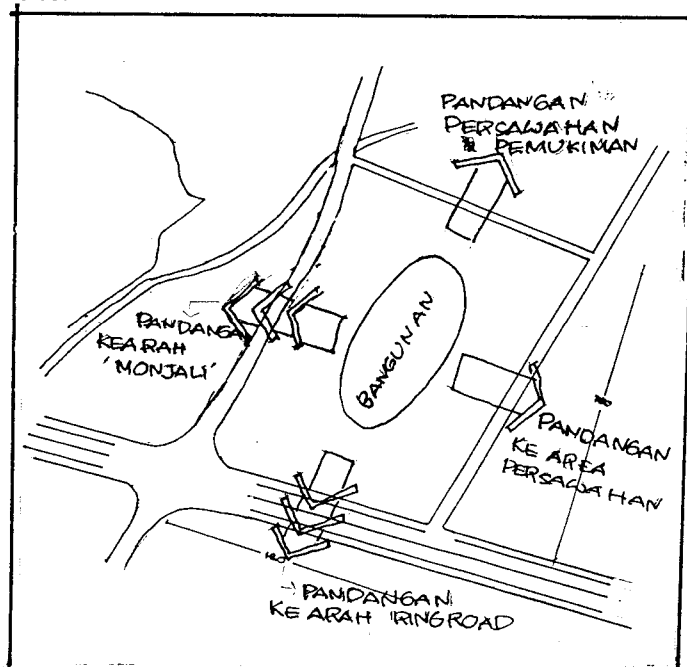 PANDANGAN
PERSAWAHAN
PEMUKIMAN
PANDANGAN
KEARAH
'MONJALI'
BANGUNAN
PANDANGAN
KE AREA
PERSAWAHAN
PANDANGAN
KE ARAH 'RINGROAD